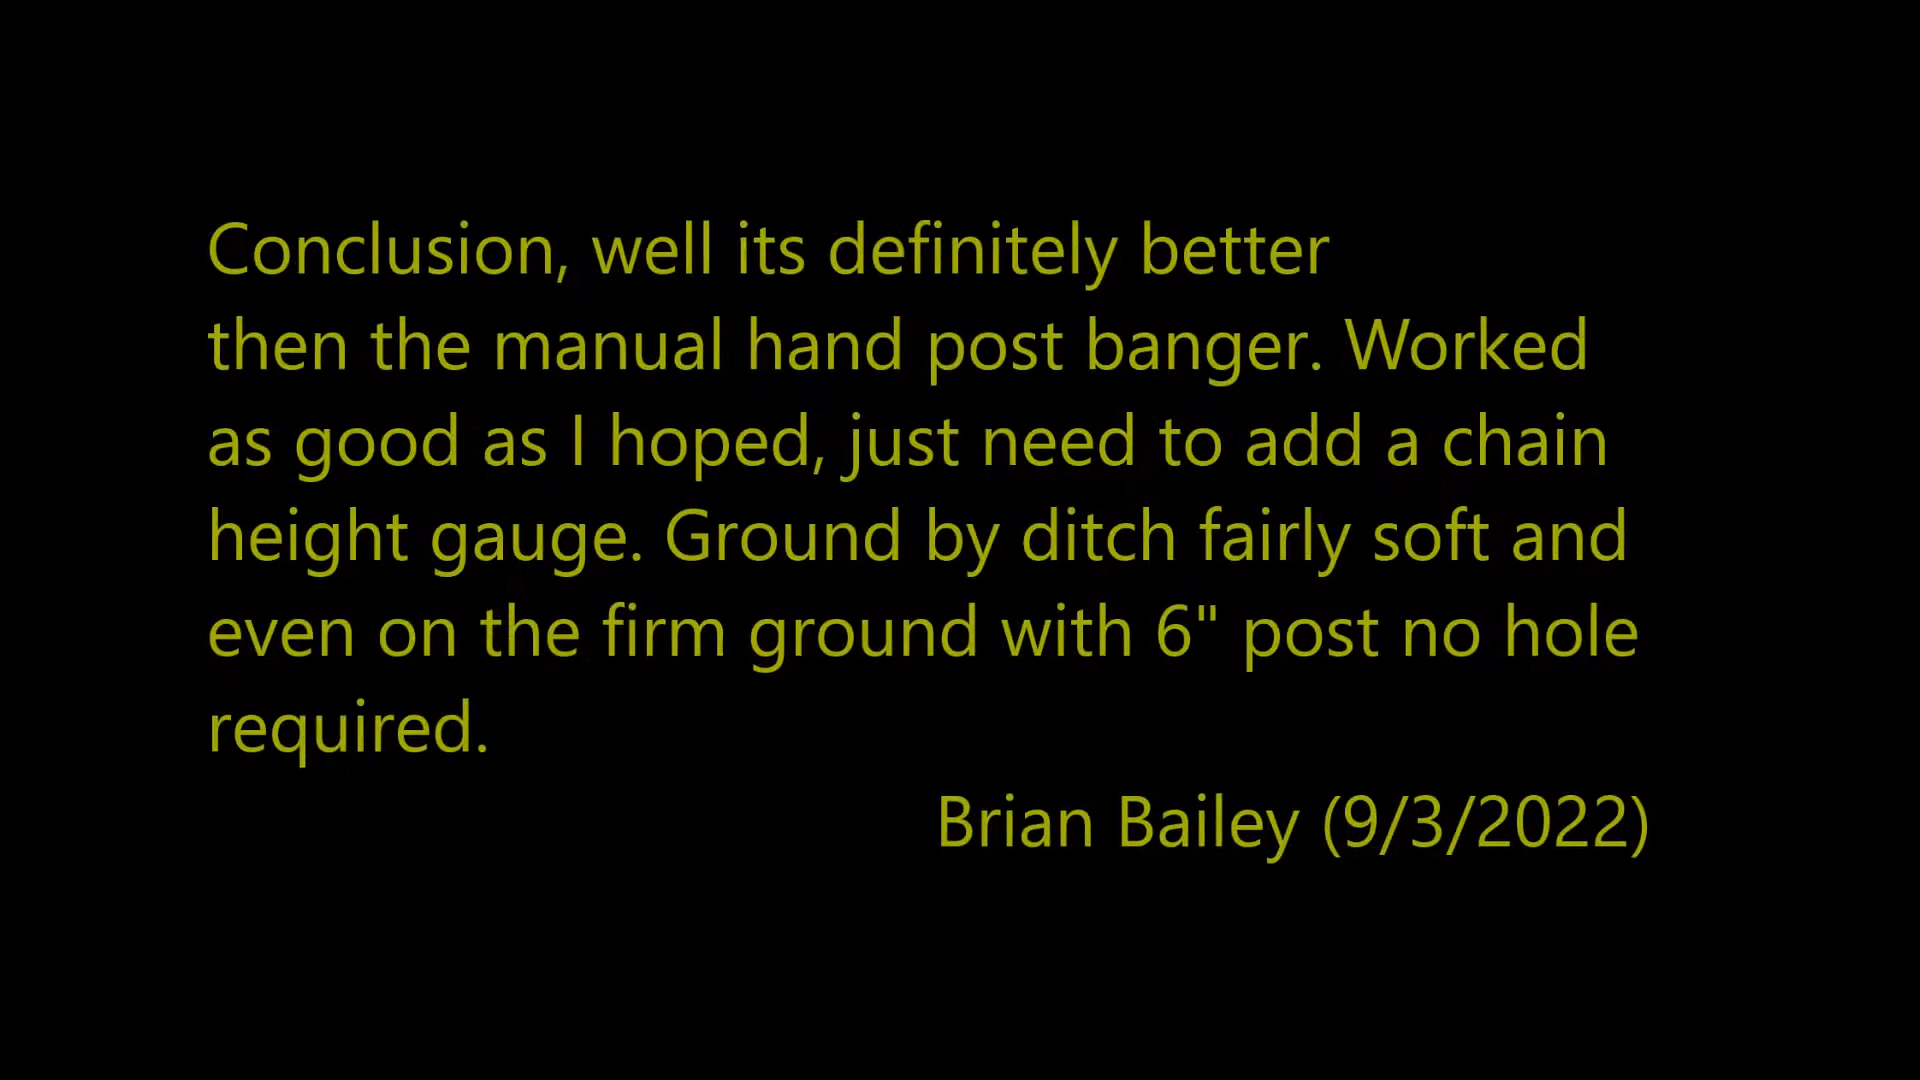 Conclusion, well its definitely better
then the manual hand post banger. Worked
as good as I hoped, just need to add a chain
height gauge. Ground by ditch fairly soft and
even on the firm ground with 6" post no hole
required.
Brian Bailey (9/3/2022)